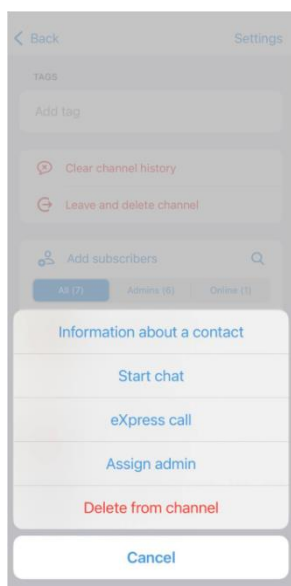 Back
Settings
TAGS
Add tag
Clear channel history
Leave and delete channel
Add subscribers
All (7)
Admins (6)
Online (1)
Information about a contact
Start chat
eXpress call
Assign admin
Delete from channel
Cancel